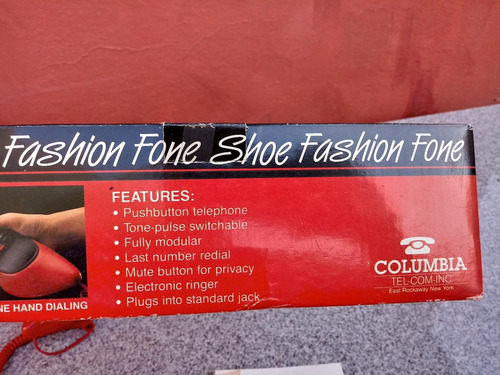 Fashion Fone Shoe Fashion Fone
FEATURES:
• Pushbutton telephone
• Tone-pulse switchable
• Fully modular
• Last number redial
• Mute button for privacy
• Electronic ringer
• Plugs into standard jack
HAND DIALING
COLUMBIA
TEL-COM-INC
East Rockaway New York